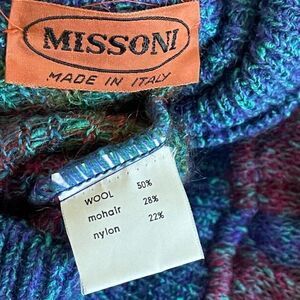 MISSONI
MADE IN ITALY
WOOL 50%
mohair 28%
nylon 22%